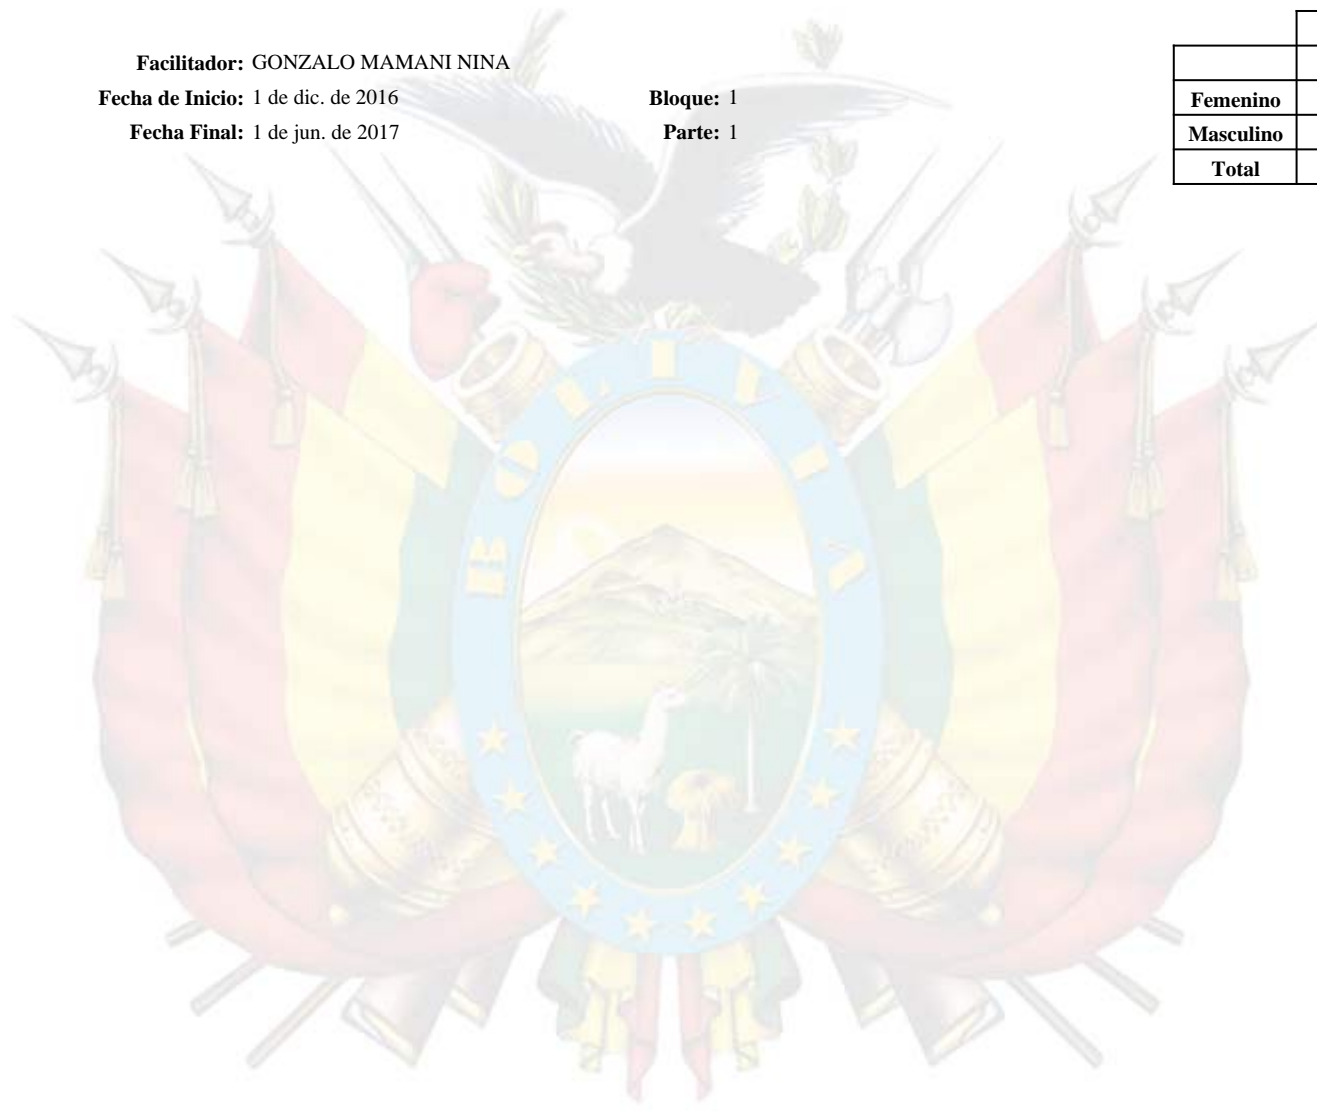 Facilitador: GONZALO MAMANI NINA
Fecha de Inicio: 1 de dic. de 2016 Bloque: 1
Fecha Final: 1 de jun. de 2017 Parte: 1
Femenino
Masculino
Total
BOLIVIA